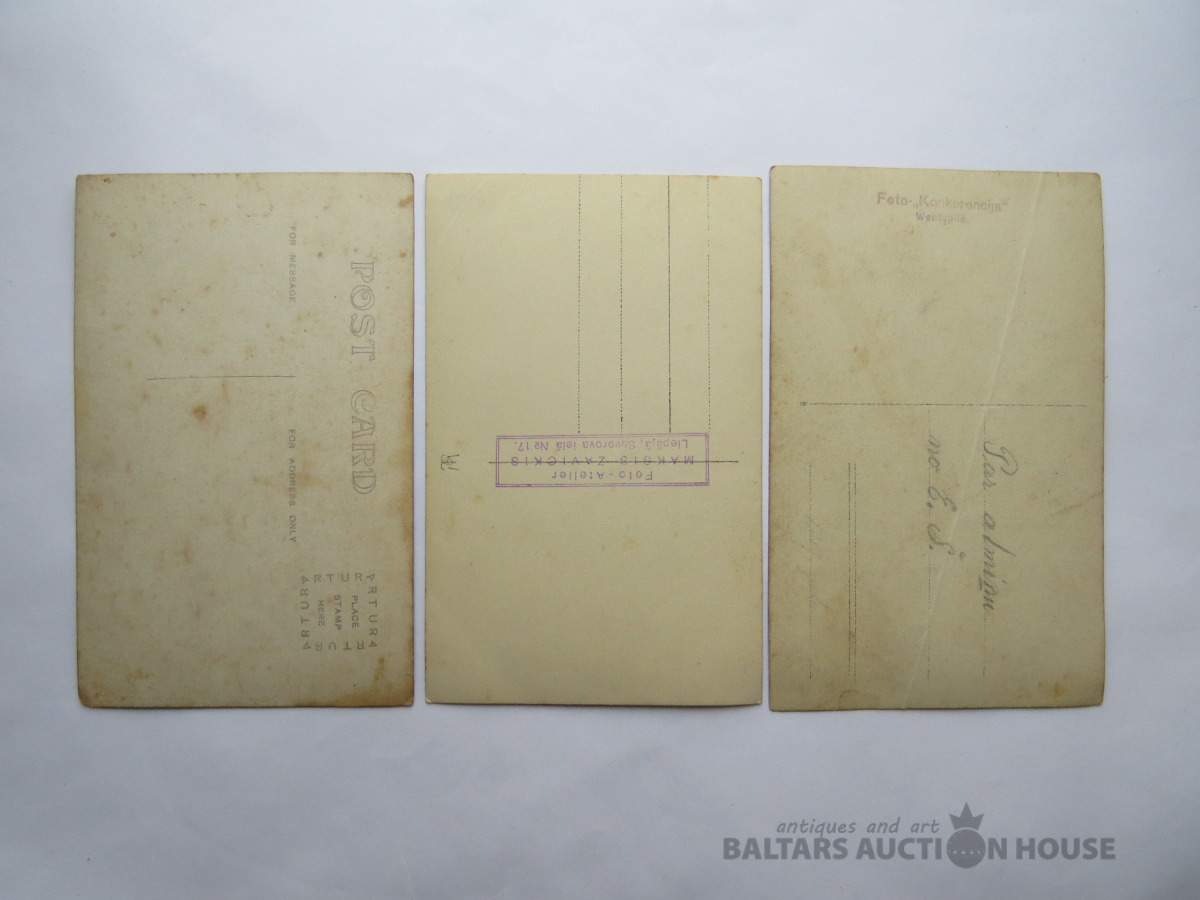 POST CARD
FOR MESSAGE
FOR ADDRESS ONLY
ARTURA
PLACE
STAMP
HERE
Foto-Atelier
MAKSIS ZAVICKIS
Liepājā, Suvorova ielā № 17.
Foto-„Konkurencija"
Par atmiņu
no E. S.
antiques and art
BALTARS AUCTION HOUSE